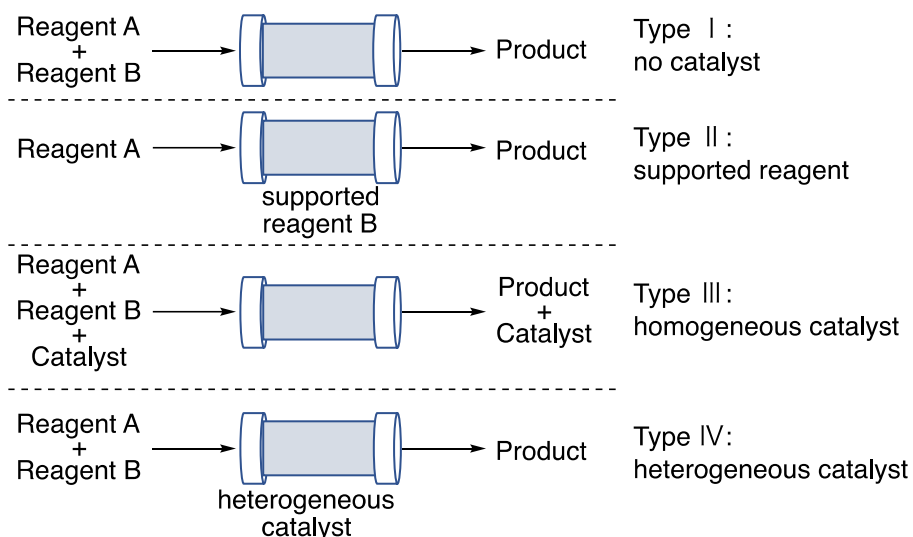 Reagent A
+
Reagent B
Product
Type Ⅰ:
no catalyst
Reagent A
supported
reagent B
Product
Type Ⅱ:
supported reagent
Reagent A
+
Reagent B
+
Catalyst
Product
+
Catalyst
Type Ⅲ:
homogeneous catalyst
Reagent A
+
Reagent B
heterogeneous
catalyst
Product
Type Ⅳ:
heterogeneous catalyst